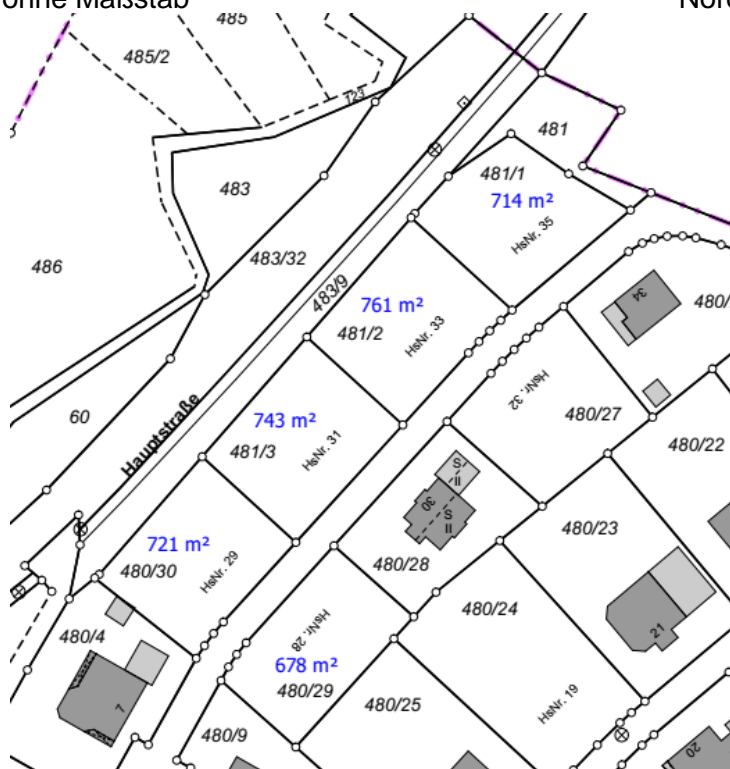 ohne Maßstab
Nord
485
485/2
123
481
483
481/1
714 m²
HsNr. 35
486
483/32
483/9
761 m²
481/2
HsNr. 33
34
480/
HsNr. 32
60
Hauptstraße
743 m²
481/3
HsNr. 31
480/27
480/22
S
II
30
S
II
480/23
721 m²
480/30
HsNr. 29
480/28
480/24
480/4
HsNr. 28
21
678 m²
480/29
7
480/25
HsNr. 19
480/9
20